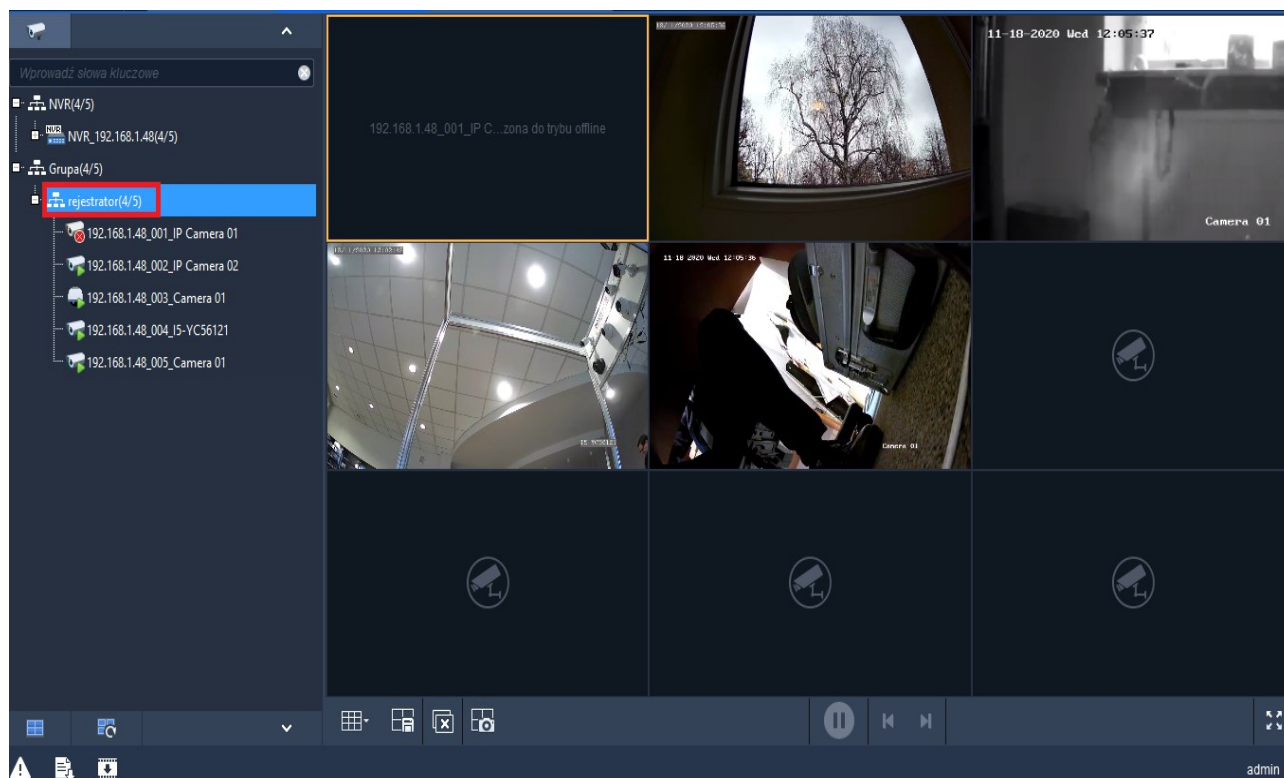 Wprowadź słowa kluczowe
NVR(4/5)
NVR
NVR_192.168.1.48(4/5)
Grupa(4/5)
rejestrator(4/5)
192.168.1.48_001_IP Camera 01
192.168.1.48_002_IP Camera 02
192.168.1.48_003_Camera 01
192.168.1.48_004_I5-YC56121
192.168.1.48_005_Camera 01
192.168.1.48_001_IP C...zona do trybu offline
11-18-2020 Wed 12:05:37
Camera 01
11-18-2020 Wed 12:05:36
Camera 01
admin